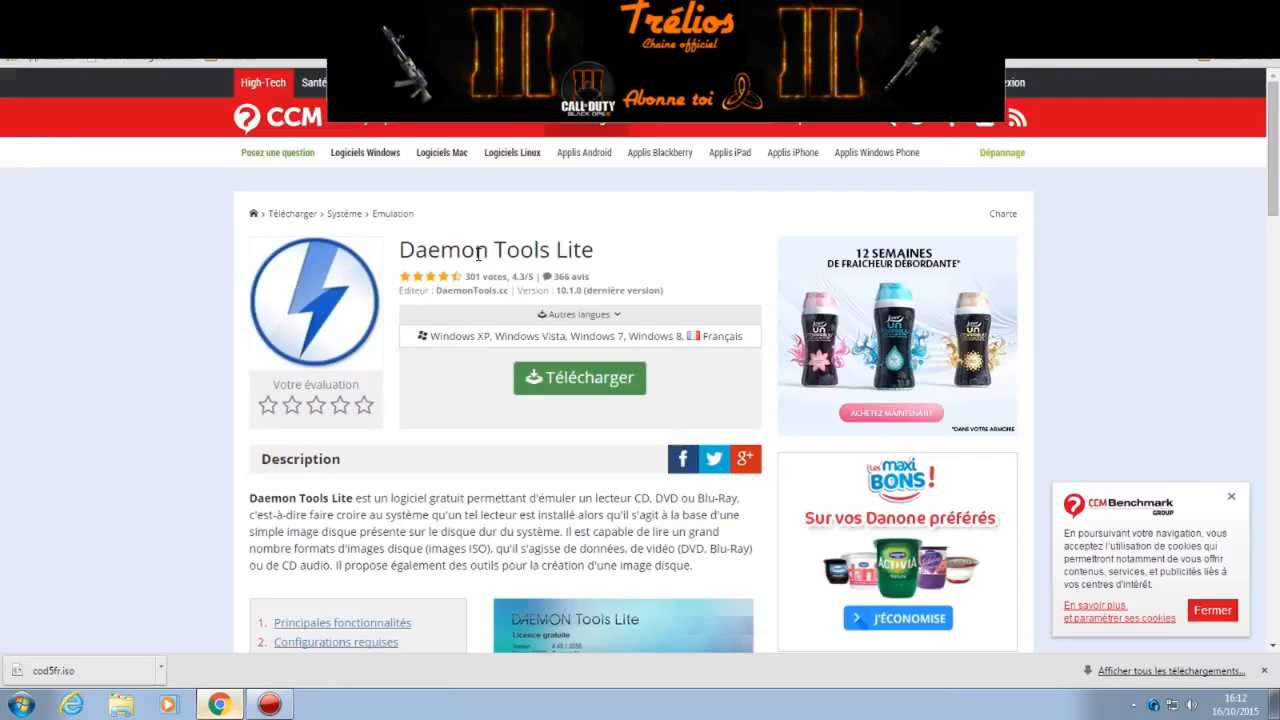 Trélios
Chaine officiel
CALL·DUTY
BLACK OPS III
Abonne toi
High-Tech
Santé
CCM
Posez une question
Logiciels Windows
Logiciels Mac
Logiciels Linux
Applis Android
Applis Blackberry
Applis iPad
Applis iPhone
Applis Windows Phone
Dépannage
› Télécharger › Système › Emulation
Charte
Daemon Tools Lite
301 votes, 4.3/5 | 366 avis
Editeur : DaemonTools.cc | Version : 10.1.0 (dernière version)
Autres langues
Windows XP, Windows Vista, Windows 7, Windows 8, Français
Télécharger
Votre évaluation
Description
Daemon Tools Lite est un logiciel gratuit permettant d'émuler un lecteur CD, DVD ou Blu-Ray,
c'est-à-dire faire croire au système qu'un tel lecteur est installé alors qu'il s'agit à la base d'une
simple image disque présente sur le disque dur du système. Il est capable de lire un grand
nombre formats d'images disque (images ISO), qu'il s'agisse de données, de vidéo (DVD, Blu-Ray)
ou de CD audio. Il propose également des outils pour la création d'une image disque.
1. Principales fonctionnalités
2. Configurations requises
DAEMON Tools Lite
Licence gratuite
12 SEMAINES
DE FRAICHEUR DÉBORDANTE*
ACHETEZ MAINTENANT
*DANS VOTRE ARMOIRE
Les maxi
BONS !
Sur vos Danone préférés
ACTIVIA
J'ÉCONOMISE
CCMBenchmark
GROUP
En poursuivant votre navigation, vous
acceptez l'utilisation de cookies qui
permettront notamment de vous offrir
contenus, services, et publicités liés à
vos centres d'intérêt.
En savoir plus
et paramétrer ses cookies
Fermer
cod5fr.iso
Afficher tous les téléchargements...
16:12
16/10/2015